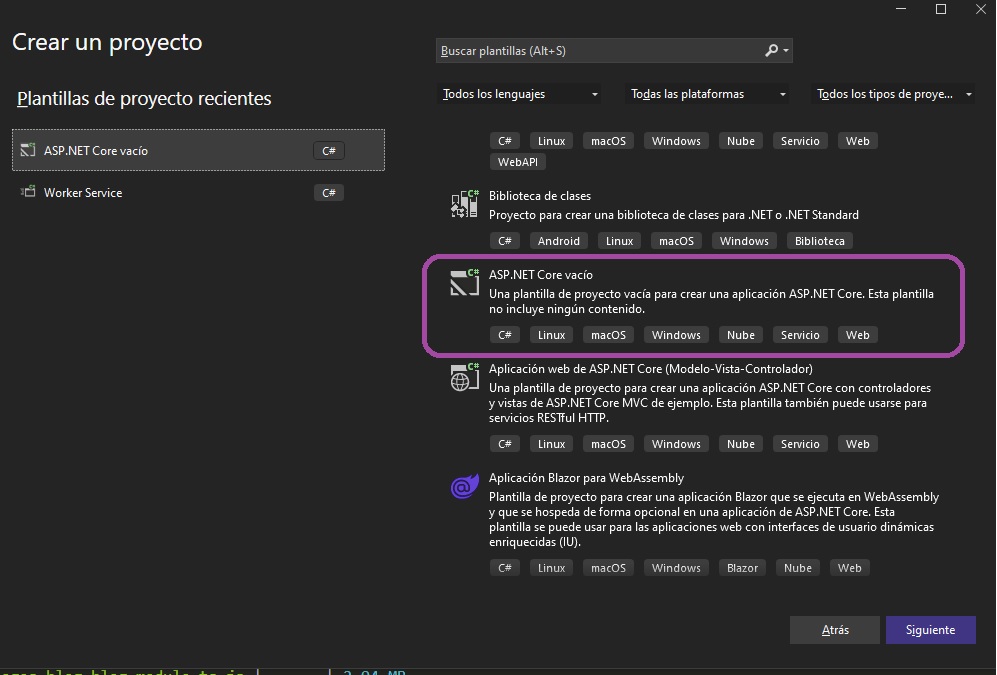 Crear un proyecto
Plantillas de proyecto recientes
ASP.NET Core vacío C#
Worker Service C#
Buscar plantillas (Alt+S)
Todos los lenguajes Todas las plataformas Todos los tipos de proye...
C# Linux macOS Windows Nube Servicio Web
WebAPI
C#
Biblioteca de clases
Proyecto para crear una biblioteca de clases para .NET o .NET Standard
C# Android Linux macOS Windows Biblioteca
C#
ASP.NET Core vacío
Una plantilla de proyecto vacía para crear una aplicación ASP.NET Core. Esta plantilla
no incluye ningún contenido.
C# Linux macOS Windows Nube Servicio Web
C#
Aplicación web de ASP.NET Core (Modelo-Vista-Controlador)
Una plantilla de proyecto para crear una aplicación ASP.NET Core con controladores
y vistas de ASP.NET Core MVC de ejemplo. Esta plantilla también puede usarse para
servicios RESTful HTTP.
C# Linux macOS Windows Nube Servicio Web
@
Aplicación Blazor para WebAssembly
Plantilla de proyecto para crear una aplicación Blazor que se ejecuta en WebAssembly
y que se hospeda de forma opcional en una aplicación de ASP.NET Core. Esta
plantilla se puede usar para las aplicaciones web con interfaces de usuario dinámicas
enriquecidas (IU).
C# Linux macOS Windows Blazor Nube Web
Atrás Siguiente